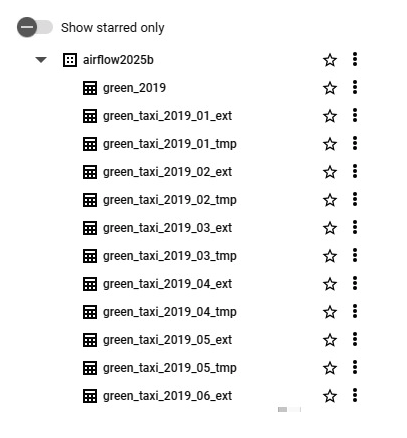 Show starred only
airflow2025b
green_2019
green_taxi_2019_01_ext
green_taxi_2019_01_tmp
green_taxi_2019_02_ext
green_taxi_2019_02_tmp
green_taxi_2019_03_ext
green_taxi_2019_03_tmp
green_taxi_2019_04_ext
green_taxi_2019_04_tmp
green_taxi_2019_05_ext
green_taxi_2019_05_tmp
green_taxi_2019_06_ext